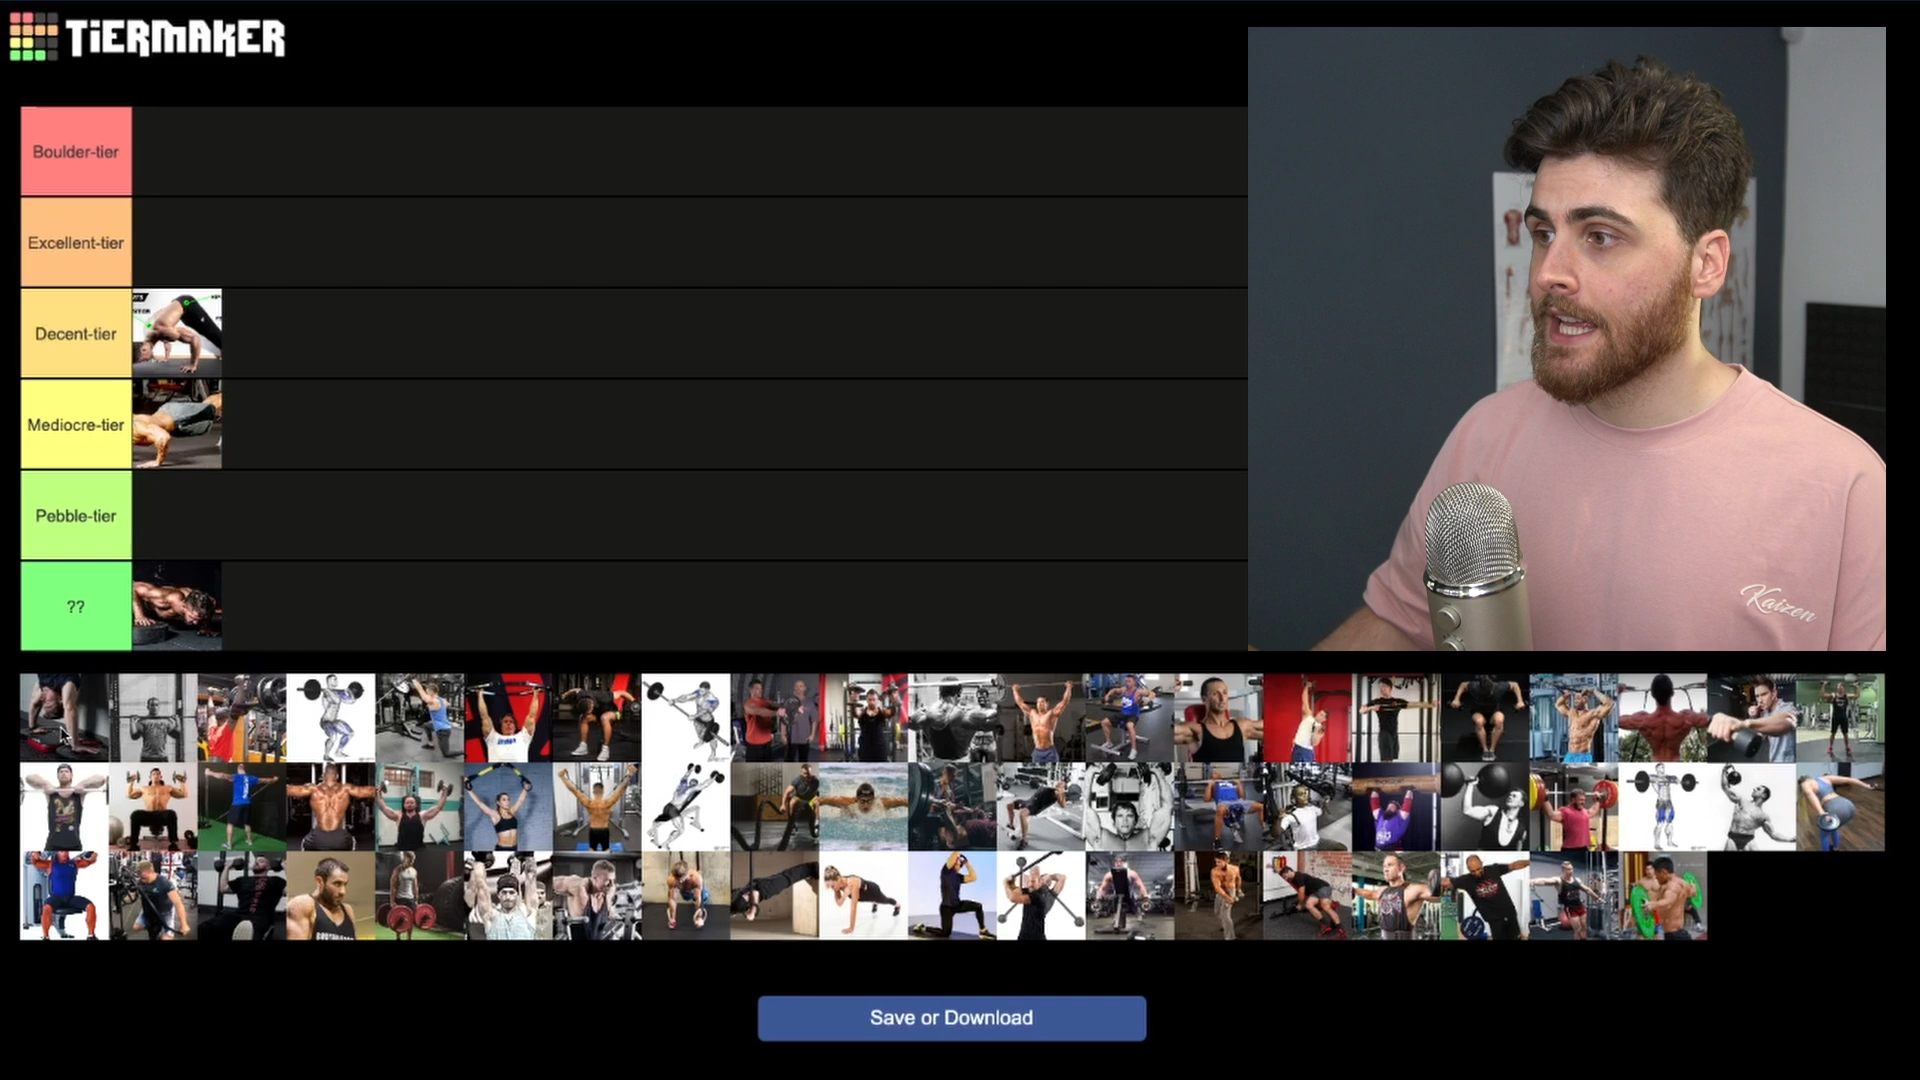 TiERMAKER
Boulder-tier
Excellent-tier
Decent-tier
Mediocre-tier
Pebble-tier
??
Kaizen
Save or Download